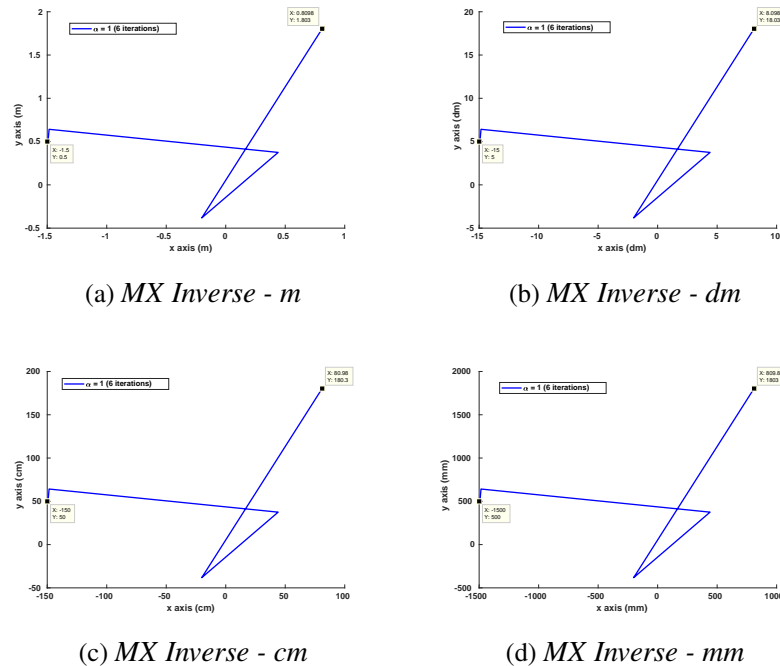 2
1.5
1
0.5
0
-0.5
y axis (m)
α = 1 (6 iterations)
X: 0.8098
Y: 1.803
X: -1.5
Y: 0.5
-1.5
-1
-0.5
0
0.5
1
x axis (m)
(a) MX Inverse - m
20
15
10
5
0
-5
y axis (dm)
α = 1 (6 iterations)
X: 8.098
Y: 18.03
X: -15
Y: 5
-15
-10
-5
0
5
10
x axis (dm)
(b) MX Inverse - dm
200
150
100
50
0
-50
y axis (cm)
α = 1 (6 iterations)
X: 80.98
Y: 180.3
X: -150
Y: 50
-150
-100
-50
0
50
100
x axis (cm)
(c) MX Inverse - cm
2000
1500
1000
500
0
-500
y axis (mm)
α = 1 (6 iterations)
X: 809.8
Y: 1803
X: -1500
Y: 500
-1500
-1000
-500
0
500
1000
x axis (mm)
(d) MX Inverse - mm